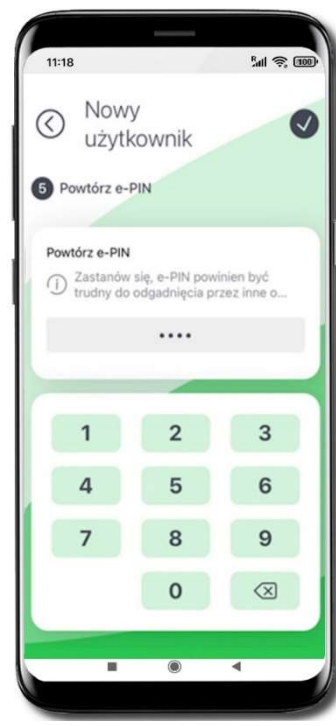 11:18
100
Nowy
użytkownik
5 Powtórz e-PIN
Powtórz e-PIN
Zastanów się, e-PIN powinien być
trudny do odgadnięcia przez inne o...
••••
1 2 3
4 5 6
7 8 9
0